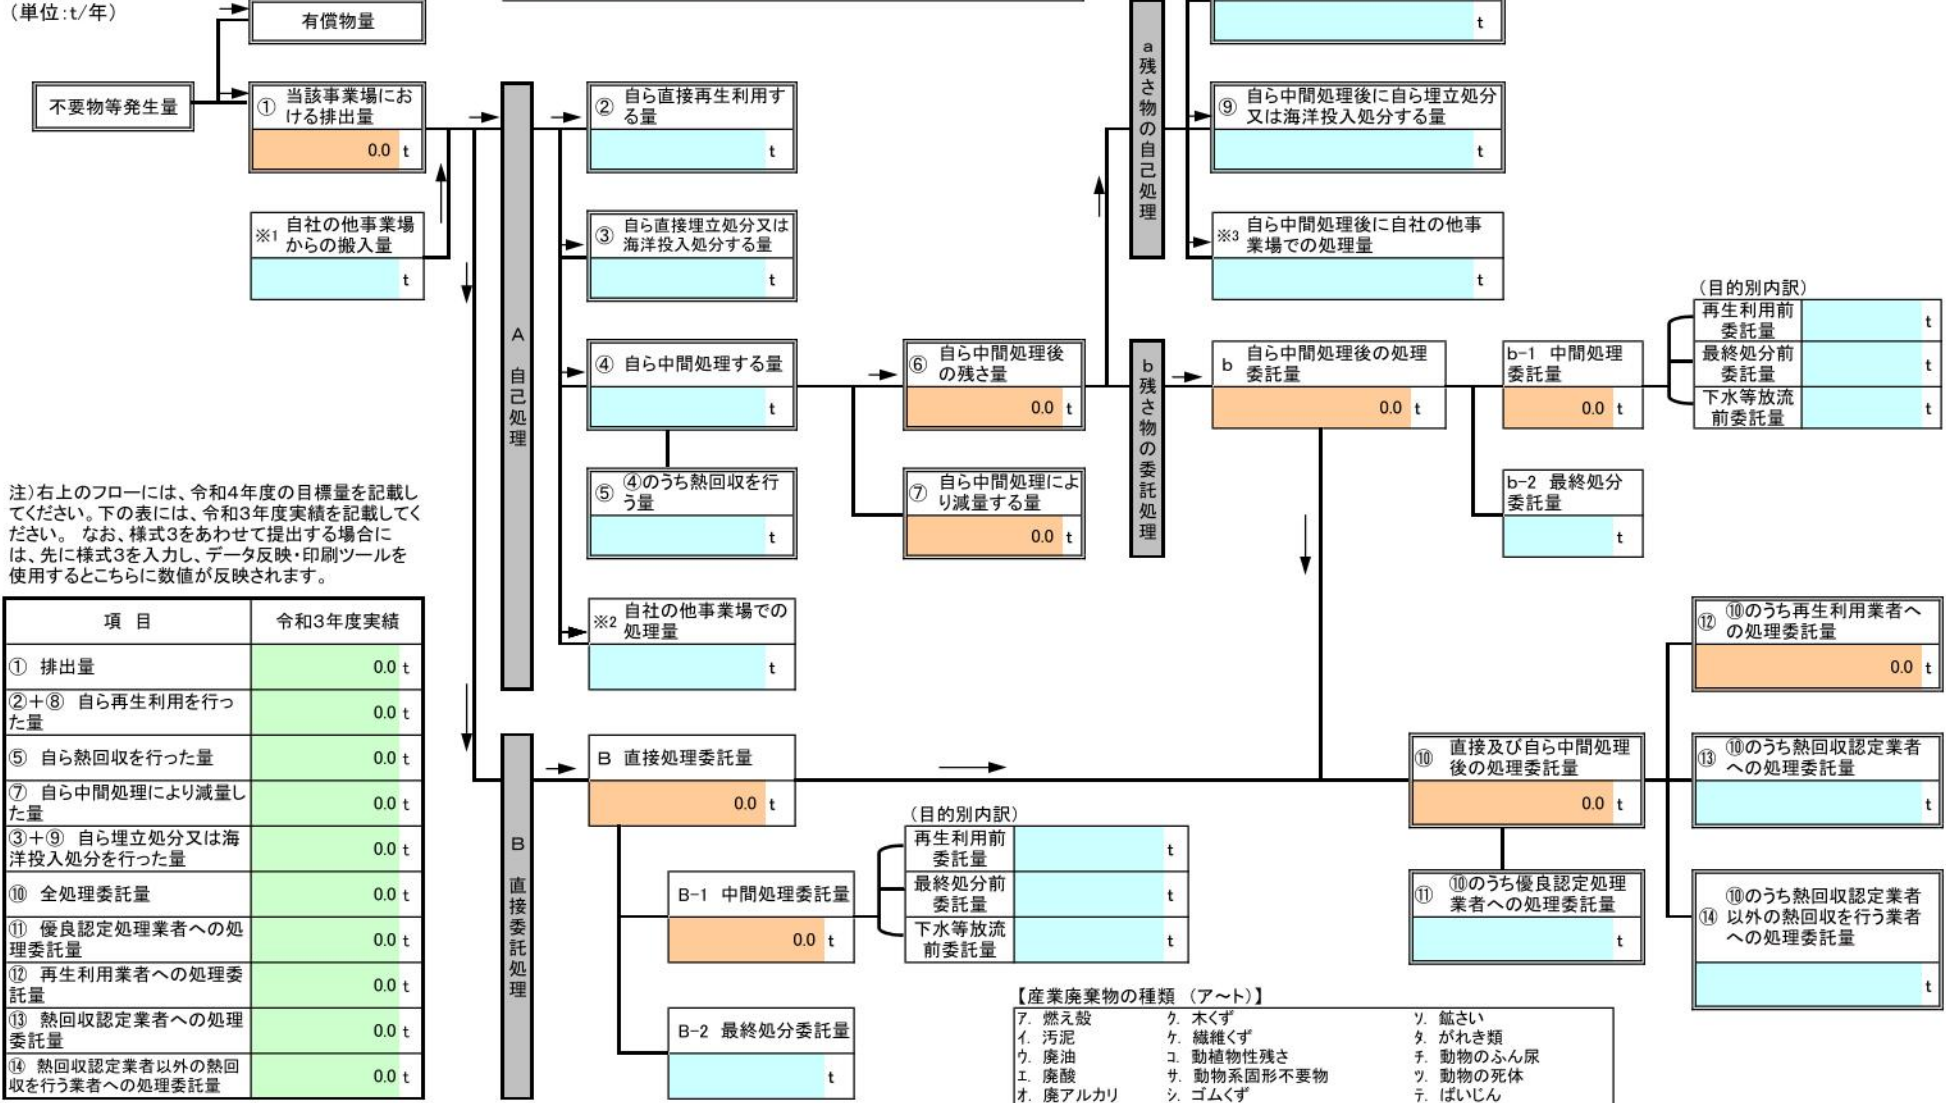 (単位:t/年)
有償物量
t
不要物等発生量
① 当該事業場にお
ける排出量
0.0 t
※1 自社の他事業場
からの搬入量
t
A 自己処理
② 自ら直接再生利用す
る量
t
③ 自ら直接埋立処分又は
海洋投入処分する量
t
④ 自ら中間処理する量
t
⑤ ④のうち熱回収を行
う量
t
※2 自社の他事業場での
処理量
t
⑥ 自ら中間処理後
の残さ量
0.0 t
⑦ 自ら中間処理によ
り減量する量
0.0 t
a残さ物の自己処理
⑨ 自ら中間処理後に自ら埋立処分
又は海洋投入処分する量
t
※3 自ら中間処理後に自社の他事
業場での処理量
t
b残さ物の委託処理
b 自ら中間処理後の処理
委託量
0.0 t
b-1 中間処理
委託量
0.0 t
b-2 最終処分
委託量
t
(目的別内訳)
再生利用前
委託量
t
最終処分前
委託量
t
下水等放流
前委託量
t
注)右上のフローには、令和4年度の目標量を記載し
てください。下の表には、令和3年度実績を記載してく
ださい。 なお、様式3をあわせて提出する場合に
は、先に様式3を入力し、データ反映・印刷ツールを
使用するとこちらに数値が反映されます。
項 目 令和3年度実績
① 排出量 0.0 t
②+⑧ 自ら再生利用を行っ
た量 0.0 t
⑤ 自ら熱回収を行った量 0.0 t
⑦ 自ら中間処理により減量し
た量 0.0 t
③+⑨ 自ら埋立処分又は海
洋投入処分を行った量 0.0 t
⑩ 全処理委託量 0.0 t
⑪ 優良認定処理業者への処
理委託量 0.0 t
⑫ 再生利用業者への処理委
託量 0.0 t
⑬ 熱回収認定業者への処理
委託量 0.0 t
⑭ 熱回収認定業者以外の熱回
収を行う業者への処理委託量 0.0 t
B 直接委託処理
B 直接処理委託量
0.0 t
B-1 中間処理委託量
0.0 t
B-2 最終処分委託量
t
(目的別内訳)
再生利用前
委託量
t
最終処分前
委託量
t
下水等放流
前委託量
t
⑩ 直接及び自ら中間処理
後の処理委託量
0.0 t
⑪ ⑩のうち優良認定処理
業者への処理委託量
t
⑫ ⑩のうち再生利用業者へ
の処理委託量
0.0 t
⑬ ⑩のうち熱回収認定業者
への処理委託量
t
⑭ ⑩のうち熱回収認定業者
以外の熱回収を行う業者
への処理委託量
t
【産業廃棄物の種類 (ア~ト)】
ア. 燃え殻 ク. 木くず ソ. 鉱さい
イ. 汚泥 ケ. 繊維くず タ. がれき類
ウ. 廃油 コ. 動植物性残さ チ. 動物のふん尿
エ. 廃酸 サ. 動物系固形不要物 ツ. 動物の死体
オ. 廃アルカリ シ. ゴムくず テ. ばいじん